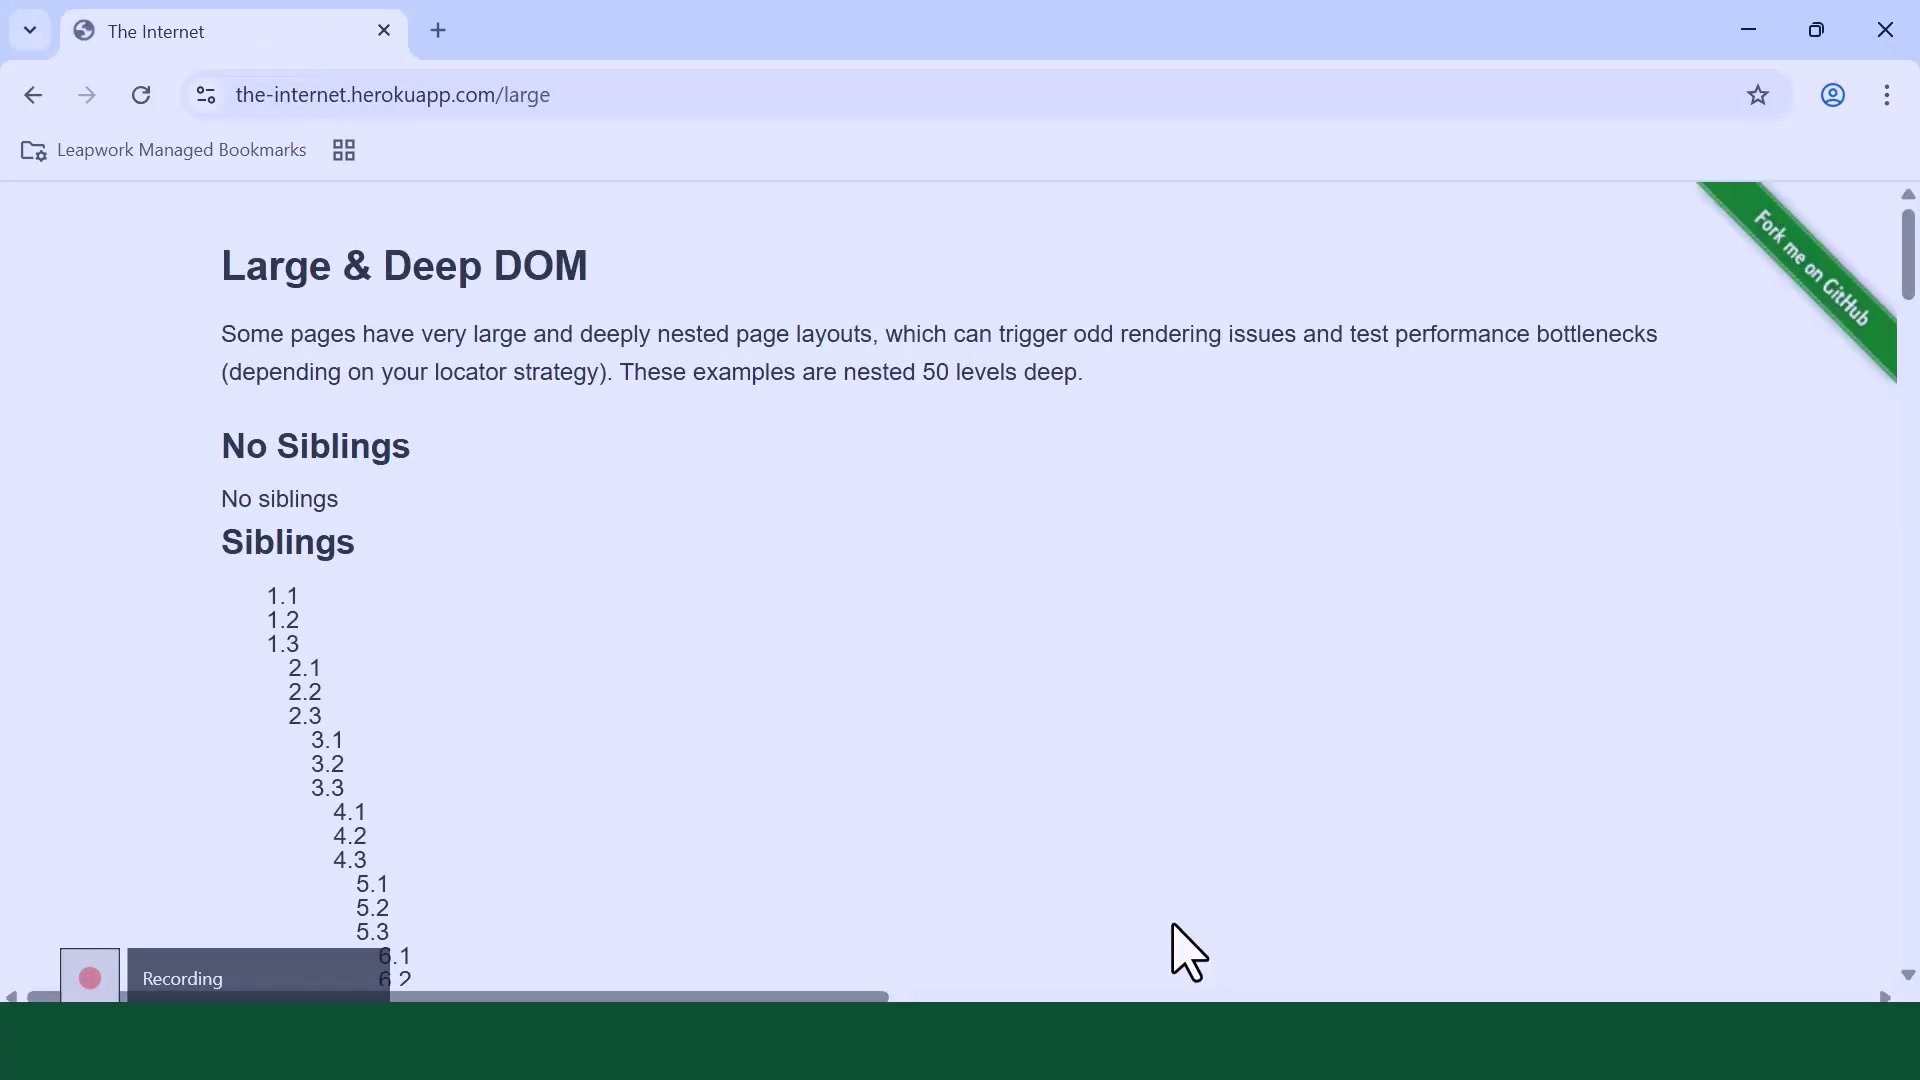 The Internet
the-internet.herokuapp.com/large
Leapwork Managed Bookmarks
Fork me on GitHub
Large & Deep DOM
Some pages have very large and deeply nested page layouts, which can trigger odd rendering issues and test performance bottlenecks
(depending on your locator strategy). These examples are nested 50 levels deep.
No Siblings
No siblings
Siblings
1.1
1.2
1.3
2.1
2.2
2.3
3.1
3.2
3.3
4.1
4.2
4.3
5.1
5.2
5.3
6.1
6.2
Recording